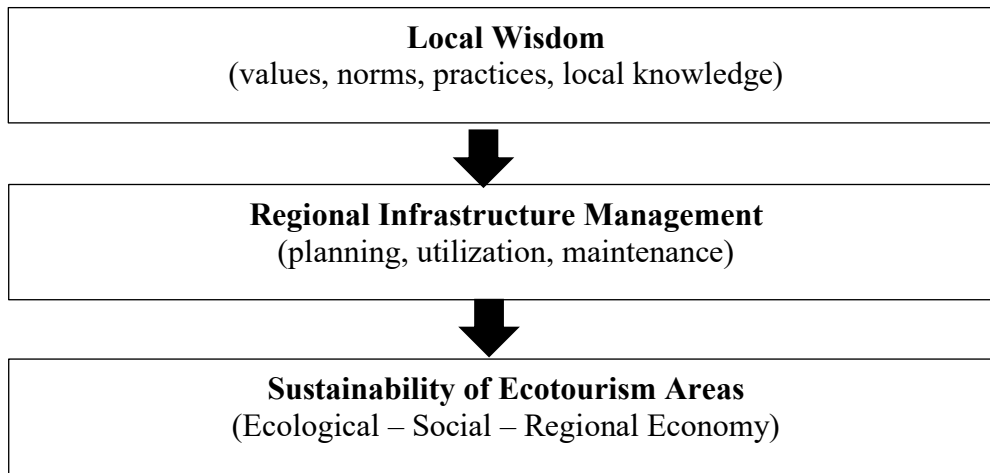 Local Wisdom
(values, norms, practices, local knowledge)
Regional Infrastructure Management
(planning, utilization, maintenance)
Sustainability of Ecotourism Areas
(Ecological – Social – Regional Economy)